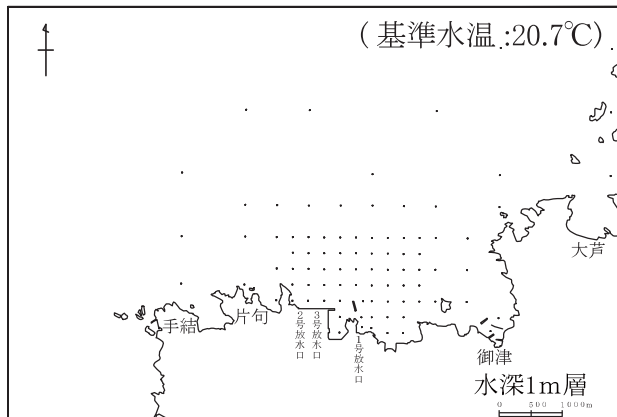 (基準水温:20.7℃)
大芦
手結
片句
2号放水口
3号放水口
1号放水口
御津
水深1m層
0 500 1000m